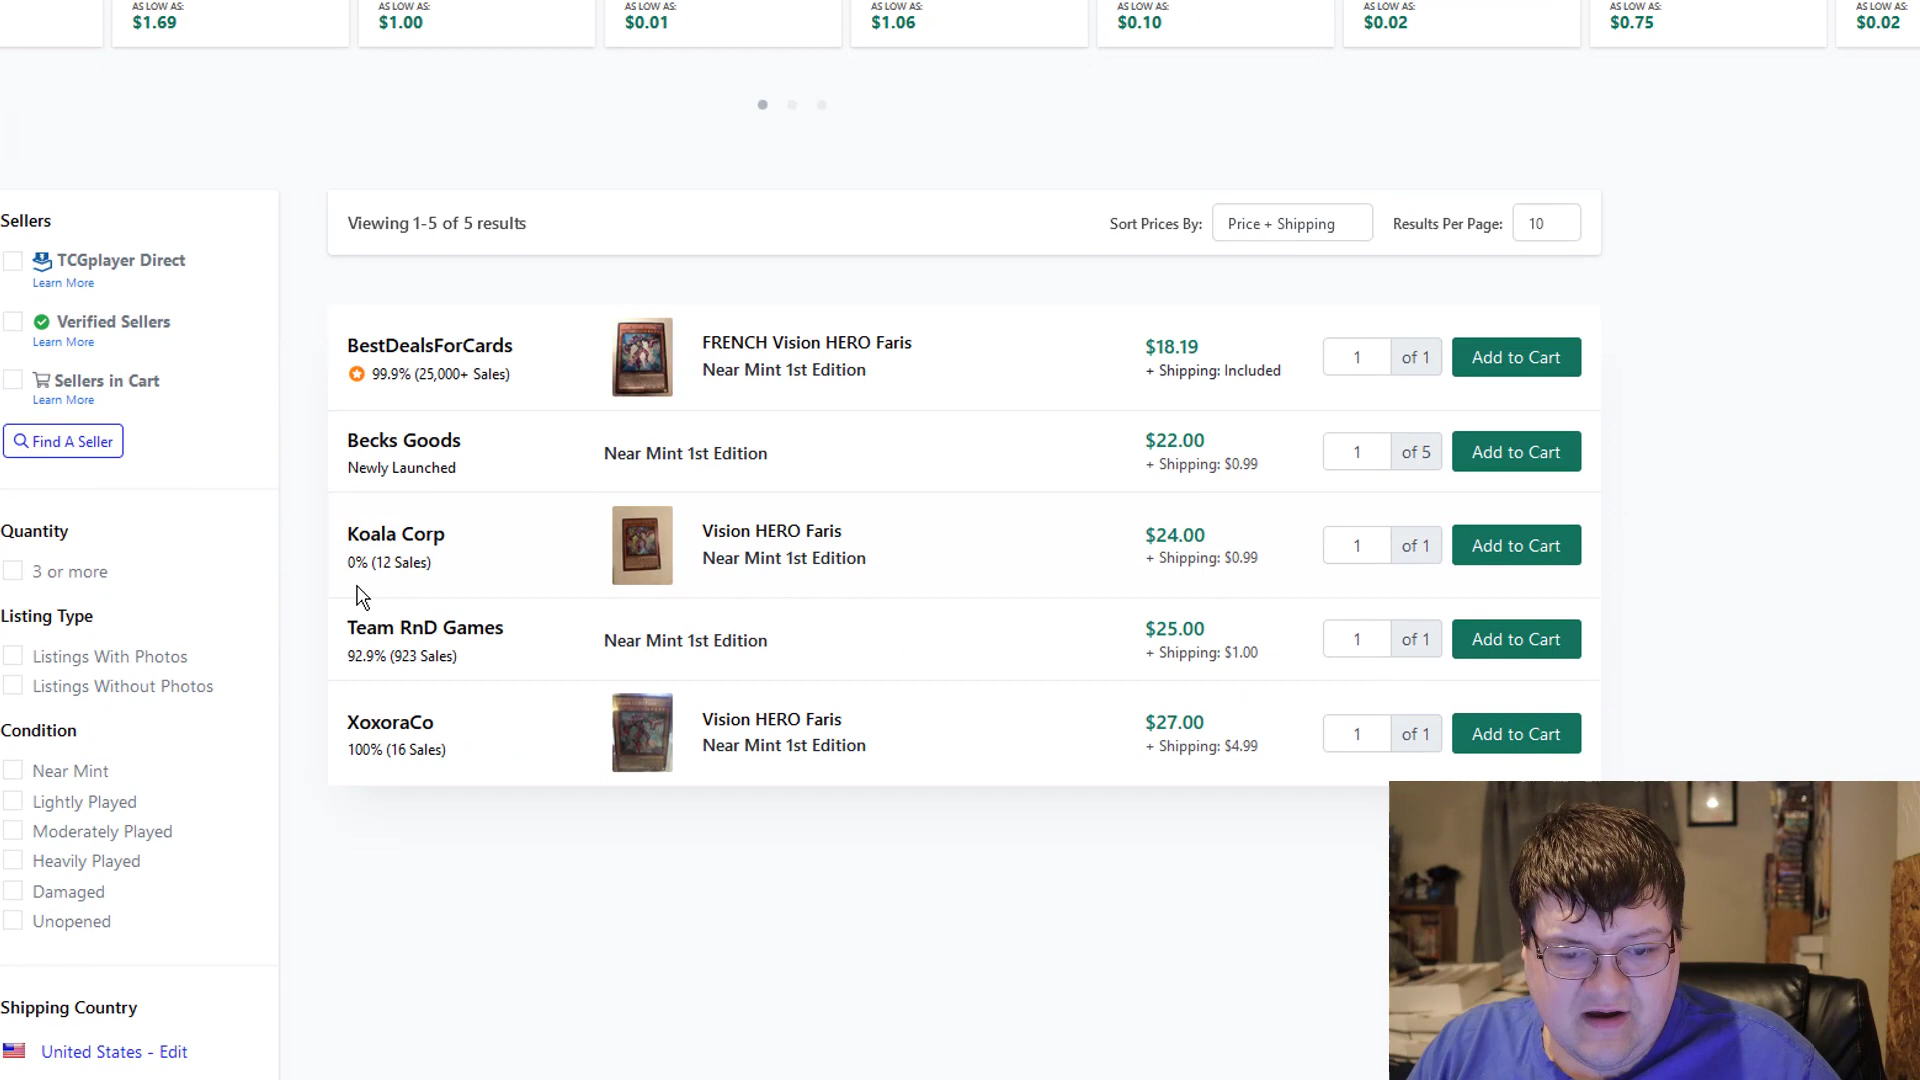 AS LOW AS: AS LOW AS: AS LOW AS: AS LOW AS: AS LOW AS: AS LOW AS: AS LOW AS: AS LOW AS:
$1.69 $1.00 $0.01 $1.06 $0.10 $0.02 $0.75 $0.02
Sellers
TCGplayer Direct
Learn More
Verified Sellers
Learn More
Sellers in Cart
Learn More
Find A Seller
Quantity
3 or more
Listing Type
Listings With Photos
Listings Without Photos
Condition
Near Mint
Lightly Played
Moderately Played
Heavily Played
Damaged
Unopened
Shipping Country
United States - Edit
Viewing 1-5 of 5 results Sort Prices By: Price + Shipping Results Per Page: 10
BestDealsForCards
99.9% (25,000+ Sales)
FRENCH Vision HERO Faris
Near Mint 1st Edition
$18.19
+ Shipping: Included
1 of 1 Add to Cart
Becks Goods
Newly Launched
Near Mint 1st Edition
$22.00
+ Shipping: $0.99
1 of 5 Add to Cart
Koala Corp
0% (12 Sales)
Vision HERO Faris
Near Mint 1st Edition
$24.00
+ Shipping: $0.99
1 of 1 Add to Cart
Team RnD Games
92.9% (923 Sales)
Near Mint 1st Edition
$25.00
+ Shipping: $1.00
1 of 1 Add to Cart
XoxoraCo
100% (16 Sales)
Vision HERO Faris
Near Mint 1st Edition
$27.00
+ Shipping: $4.99
1 of 1 Add to Cart